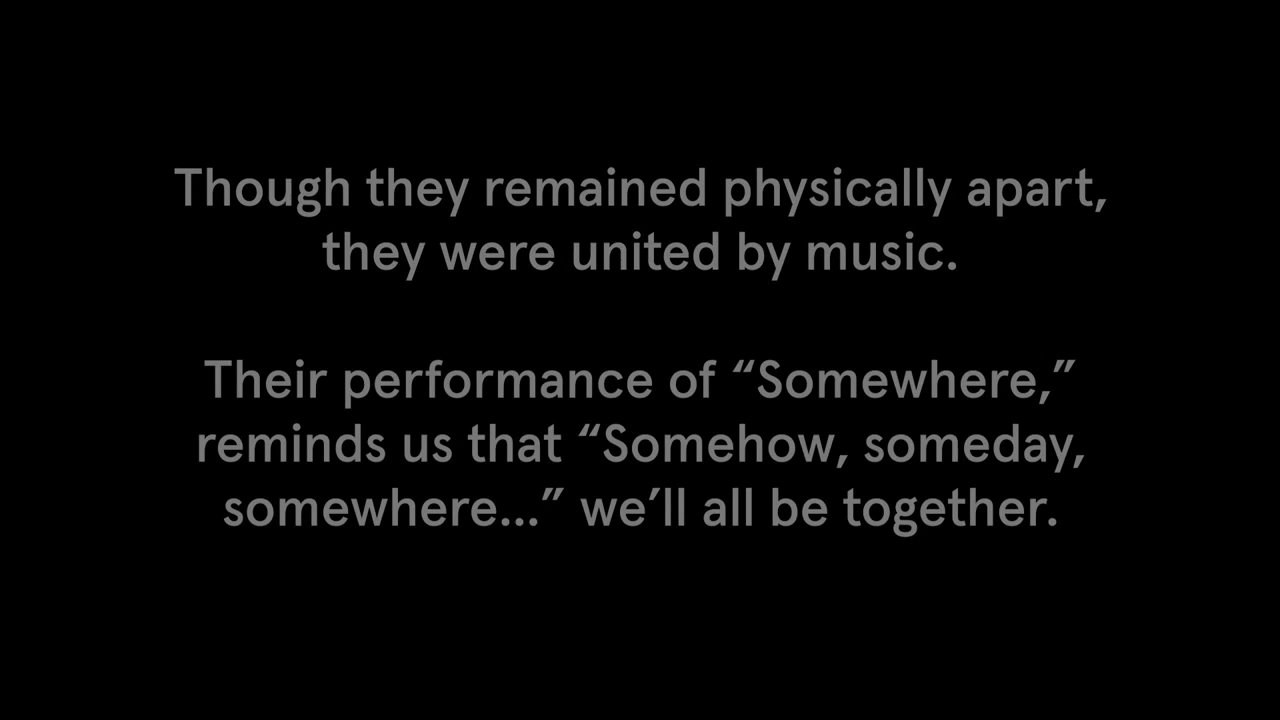 Though they remained physically apart,
they were united by music.
Their performance of “Somewhere,”
reminds us that “Somehow, someday,
somewhere...” we’ll all be together.